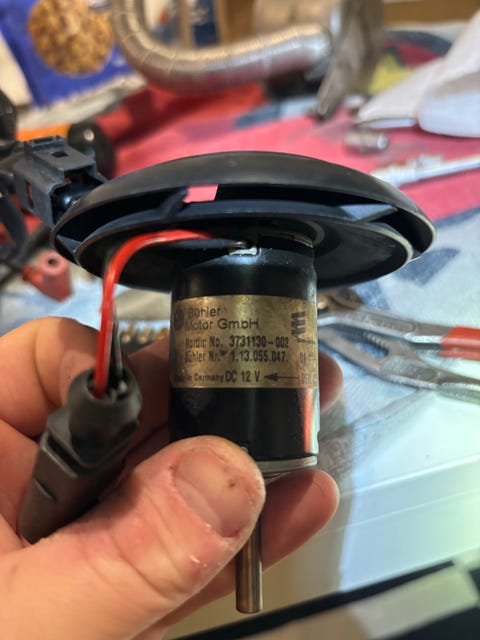 Bühler
Motor GmbH
Nordic No. 3731130-002
Bühler Nr. 1.13.055.047.
Made in Germany DC 12 V